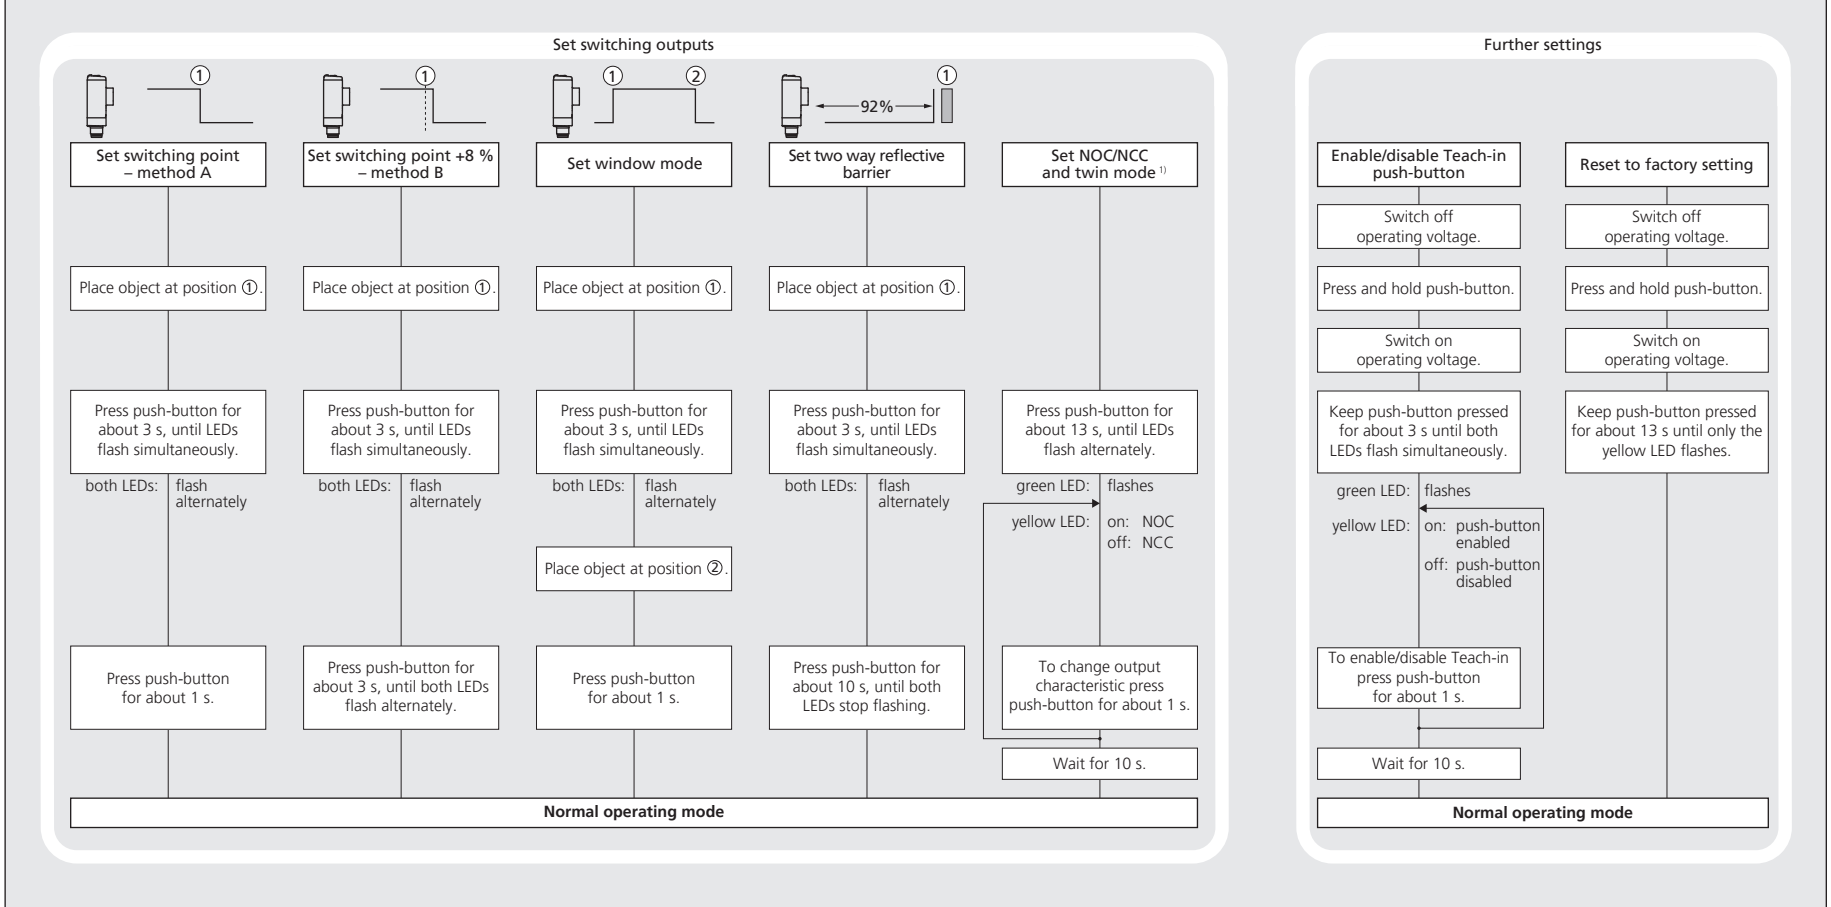 Set switching outputs
①
①
①
②
92%
①
Set switching point
– method A
Place object at position ①.
Press push-button for
about 3 s, until LEDs
flash simultaneously.
both LEDs: flash
alternately
Press push-button
for about 1 s.
Set switching point +8 %
– method B
Place object at position ①.
Press push-button for
about 3 s, until LEDs
flash simultaneously.
both LEDs: flash
alternately
Press push-button for
about 3 s, until both LEDs
flash alternately.
Set window mode
Place object at position ①.
Press push-button for
about 3 s, until LEDs
flash simultaneously.
both LEDs: flash
alternately
Place object at position ②.
Press push-button
for about 1 s.
Set two way reflective
barrier
Place object at position ①.
Press push-button for
about 3 s, until LEDs
flash simultaneously.
both LEDs: flash
alternately
Press push-button for
about 10 s, until both
LEDs stop flashing.
Set NOC/NCC
and twin mode 1)
Press push-button for
about 13 s, until LEDs
flash alternately.
green LED: flashes
yellow LED: on: NOC
off: NCC
To change output
characteristic press
push-button for about 1 s.
Wait for 10 s.
Normal operating mode
Further settings
Enable/disable Teach-in
push-button
Switch off
operating voltage.
Press and hold push-button.
Switch on
operating voltage.
Keep push-button pressed
for about 3 s until both
LEDs flash simultaneously.
green LED: flashes
yellow LED: on: push-button
enabled
off: push-button
disabled
To enable/disable Teach-in
press push-button
for about 1 s.
Wait for 10 s.
Reset to factory setting
Switch off
operating voltage.
Press and hold push-button.
Switch on
operating voltage.
Keep push-button pressed
for about 13 s until only the
yellow LED flashes.
Normal operating mode